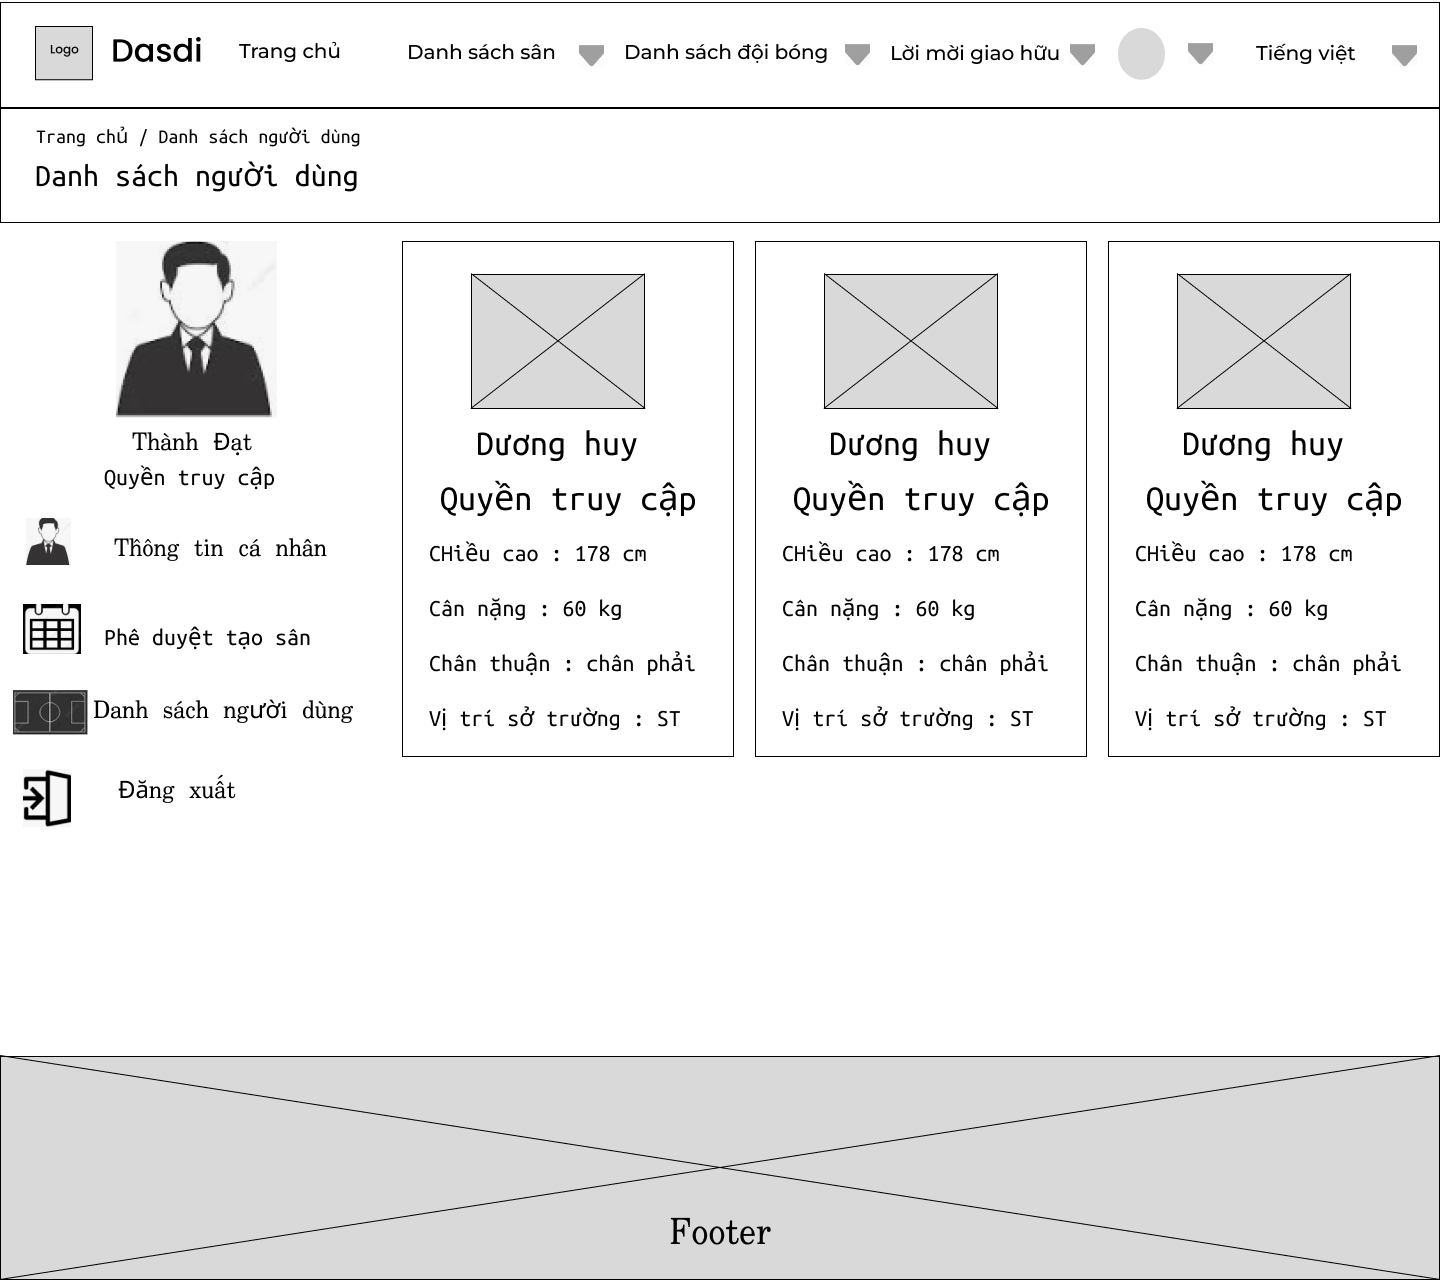 Logo
Dasdi
Trang chủ
Danh sách sân
Danh sách đội bóng
Lời mời giao hữu
Tiếng việt
Trang chủ / Danh sách người dùng
Danh sách người dùng
Thành Đạt
Quyền truy cập
Thông tin cá nhân
Phê duyệt tạo sân
Danh sách người dùng
Đăng xuất
Dương huy
Quyền truy cập
CHiều cao : 178 cm
Cân nặng : 60 kg
Chân thuận : chân phải
Vị trí sở trường : ST
Dương huy
Quyền truy cập
CHiều cao : 178 cm
Cân nặng : 60 kg
Chân thuận : chân phải
Vị trí sở trường : ST
Dương huy
Quyền truy cập
CHiều cao : 178 cm
Cân nặng : 60 kg
Chân thuận : chân phải
Vị trí sở trường : ST
Footer